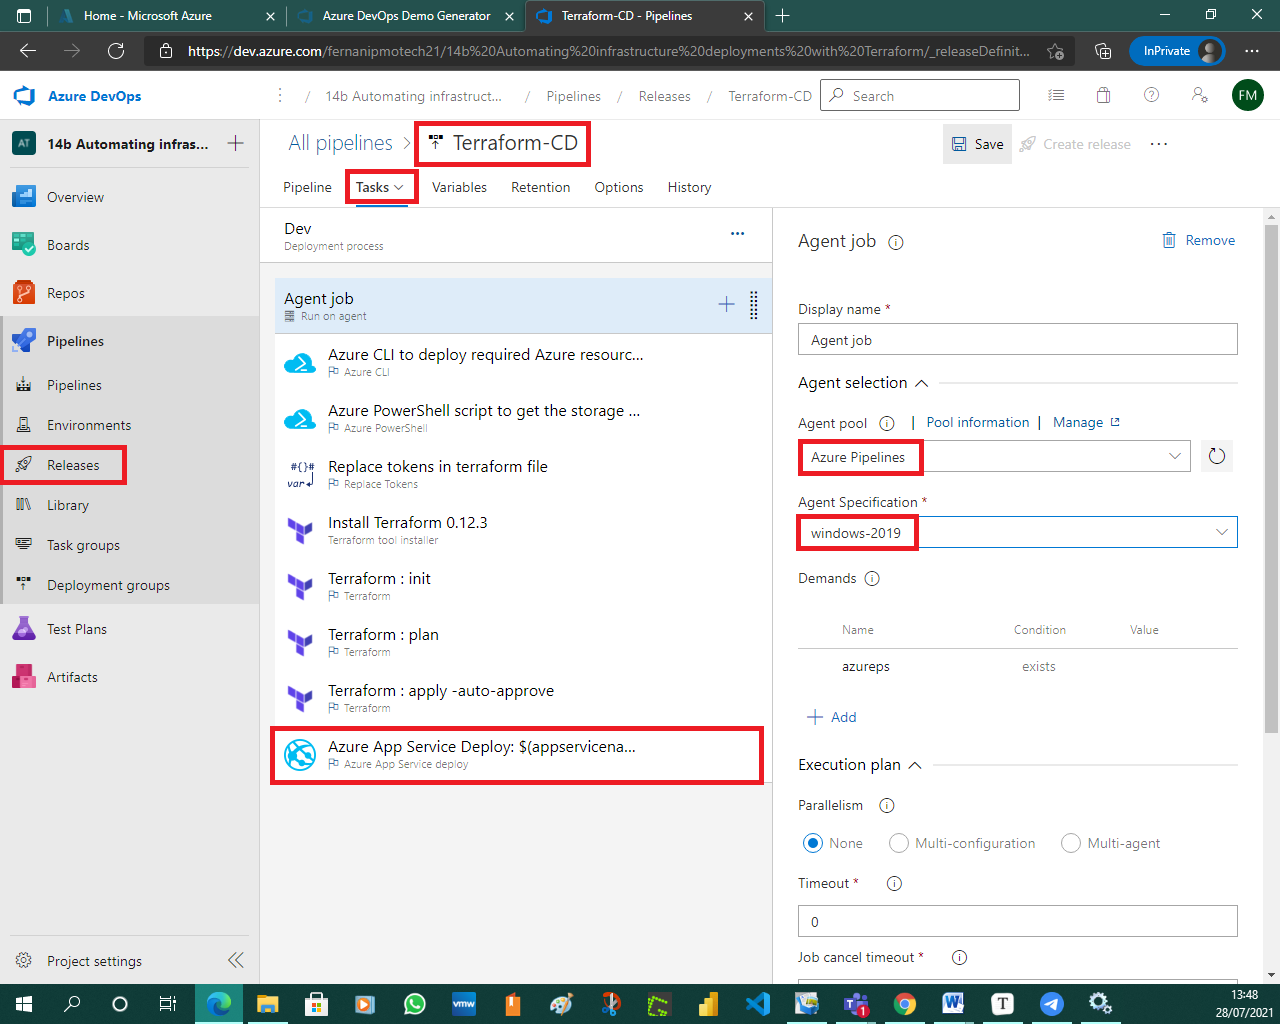 Home - Microsoft Azure
Azure DevOps Demo Generator
Terraform-CD - Pipelines
https://dev.azure.com/fernanipmotech21/14b%20Automating%20infrastructure%20deployments%20with%20Terraform/_releaseDefinit...
InPrivate
Azure DevOps
/ 14b Automating infrastruct... / Pipelines / Releases / Terraform-CD
Search
FM
AT
14b Automating infras...
All pipelines > Terraform-CD
Save
Create release
Pipeline
Tasks
Variables
Retention
Options
History
Overview
Boards
Repos
Pipelines
Pipelines
Environments
Releases
Library
Task groups
Deployment groups
Test Plans
Artifacts
Project settings
Dev
Deployment process
Agent job
Run on agent
Azure CLI to deploy required Azure resourc...
Azure CLI
Azure PowerShell script to get the storage ...
Azure PowerShell
#{}#
var
Replace tokens in terraform file
Replace Tokens
Install Terraform 0.12.3
Terraform tool installer
Terraform : init
Terraform
Terraform : plan
Terraform
Terraform : apply -auto-approve
Terraform
Azure App Service Deploy: $(appservicena...
Azure App Service deploy
Agent job
Remove
Display name *
Agent job
Agent selection
Agent pool | Pool information | Manage
Azure Pipelines
Agent Specification *
windows-2019
Demands
Name Condition Value
azureps exists
Add
Execution plan
Parallelism
None Multi-configuration Multi-agent
Timeout *
0
Job cancel timeout *
vmw
1
W
T
13:48
28/07/2021